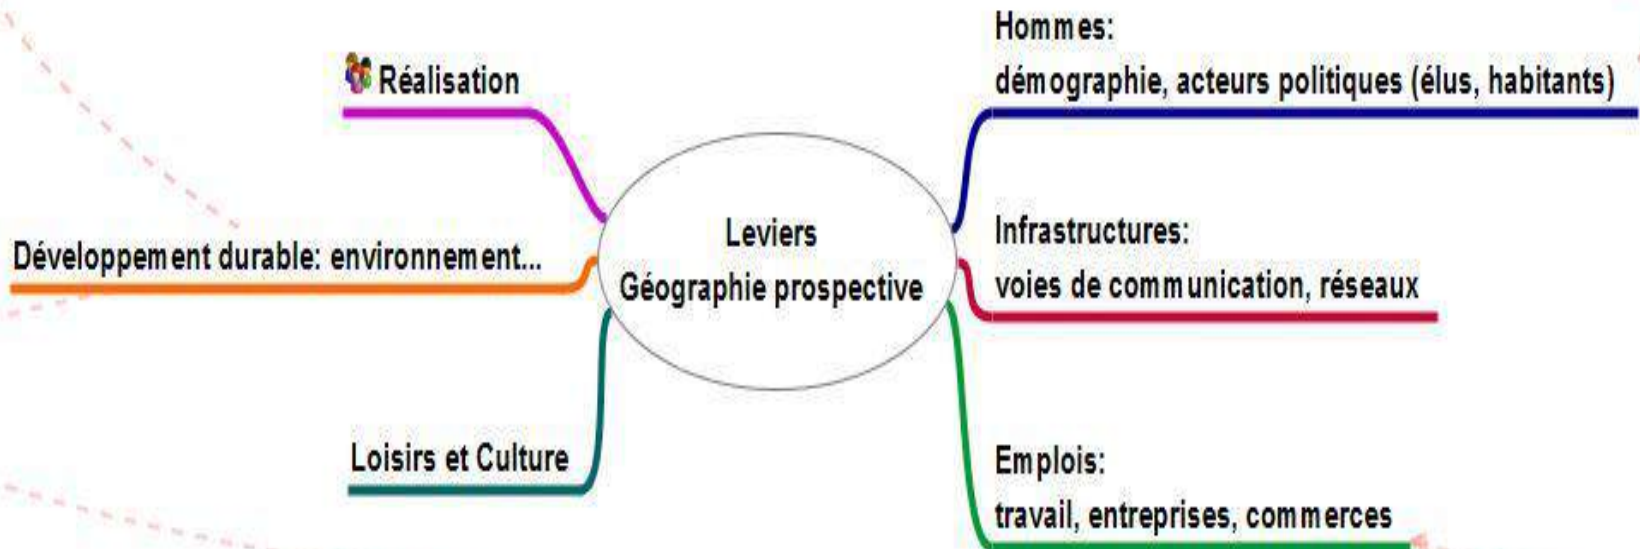 Réalisation
Développement durable: environnement...
Loisirs et Culture
Leviers
Géographie prospective
Hommes:
démographie, acteurs politiques (élus, habitants)
Infrastructures:
voies de communication, réseaux
Emplois:
travail, entreprises, commerces